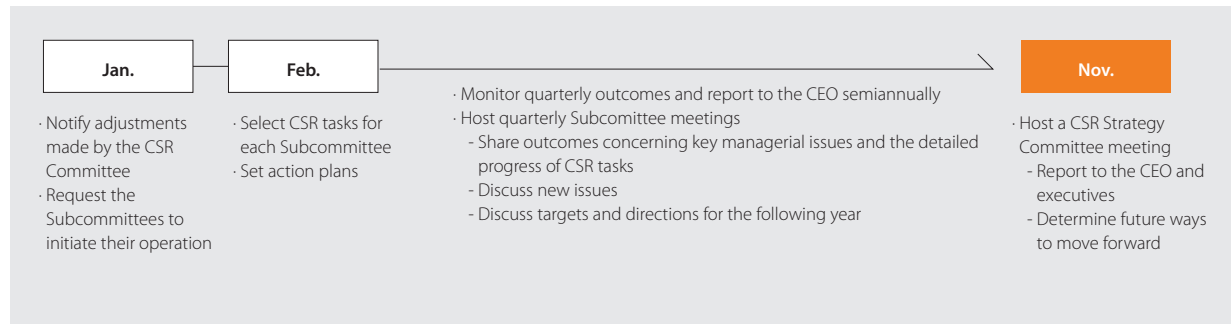 Jan.
· Notify adjustments
made by the CSR
Committee
· Request the
Subcommittees to
initiate their operation
Feb.
· Select CSR tasks for
each Subcommittee
· Set action plans
· Monitor quarterly outcomes and report to the CEO semiannually
· Host quarterly Subcomittee meetings
- Share outcomes concerning key managerial issues and the detailed
progress of CSR tasks
- Discuss new issues
- Discuss targets and directions for the following year
Nov.
· Host a CSR Strategy
Committee meeting
- Report to the CEO and
executives
- Determine future ways
to move forward